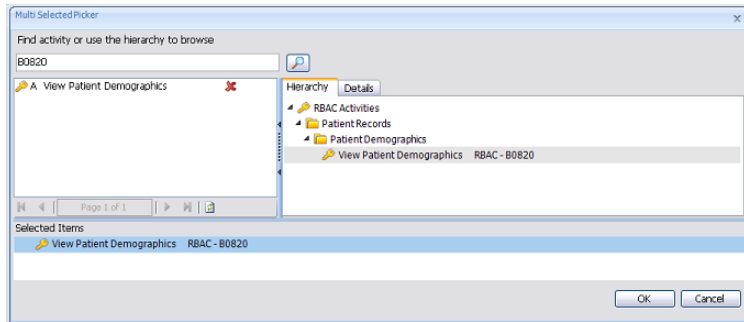 Multi Selected Picker
x
Find activity or use the hierarchy to browse
B0820
A View Patient Demographics
Hierarchy Details
RBAC Activities
Patient Records
Patient Demographics
View Patient Demographics RBAC - B0820
Page 1 of 1
Selected Items
View Patient Demographics RBAC - B0820
OK Cancel